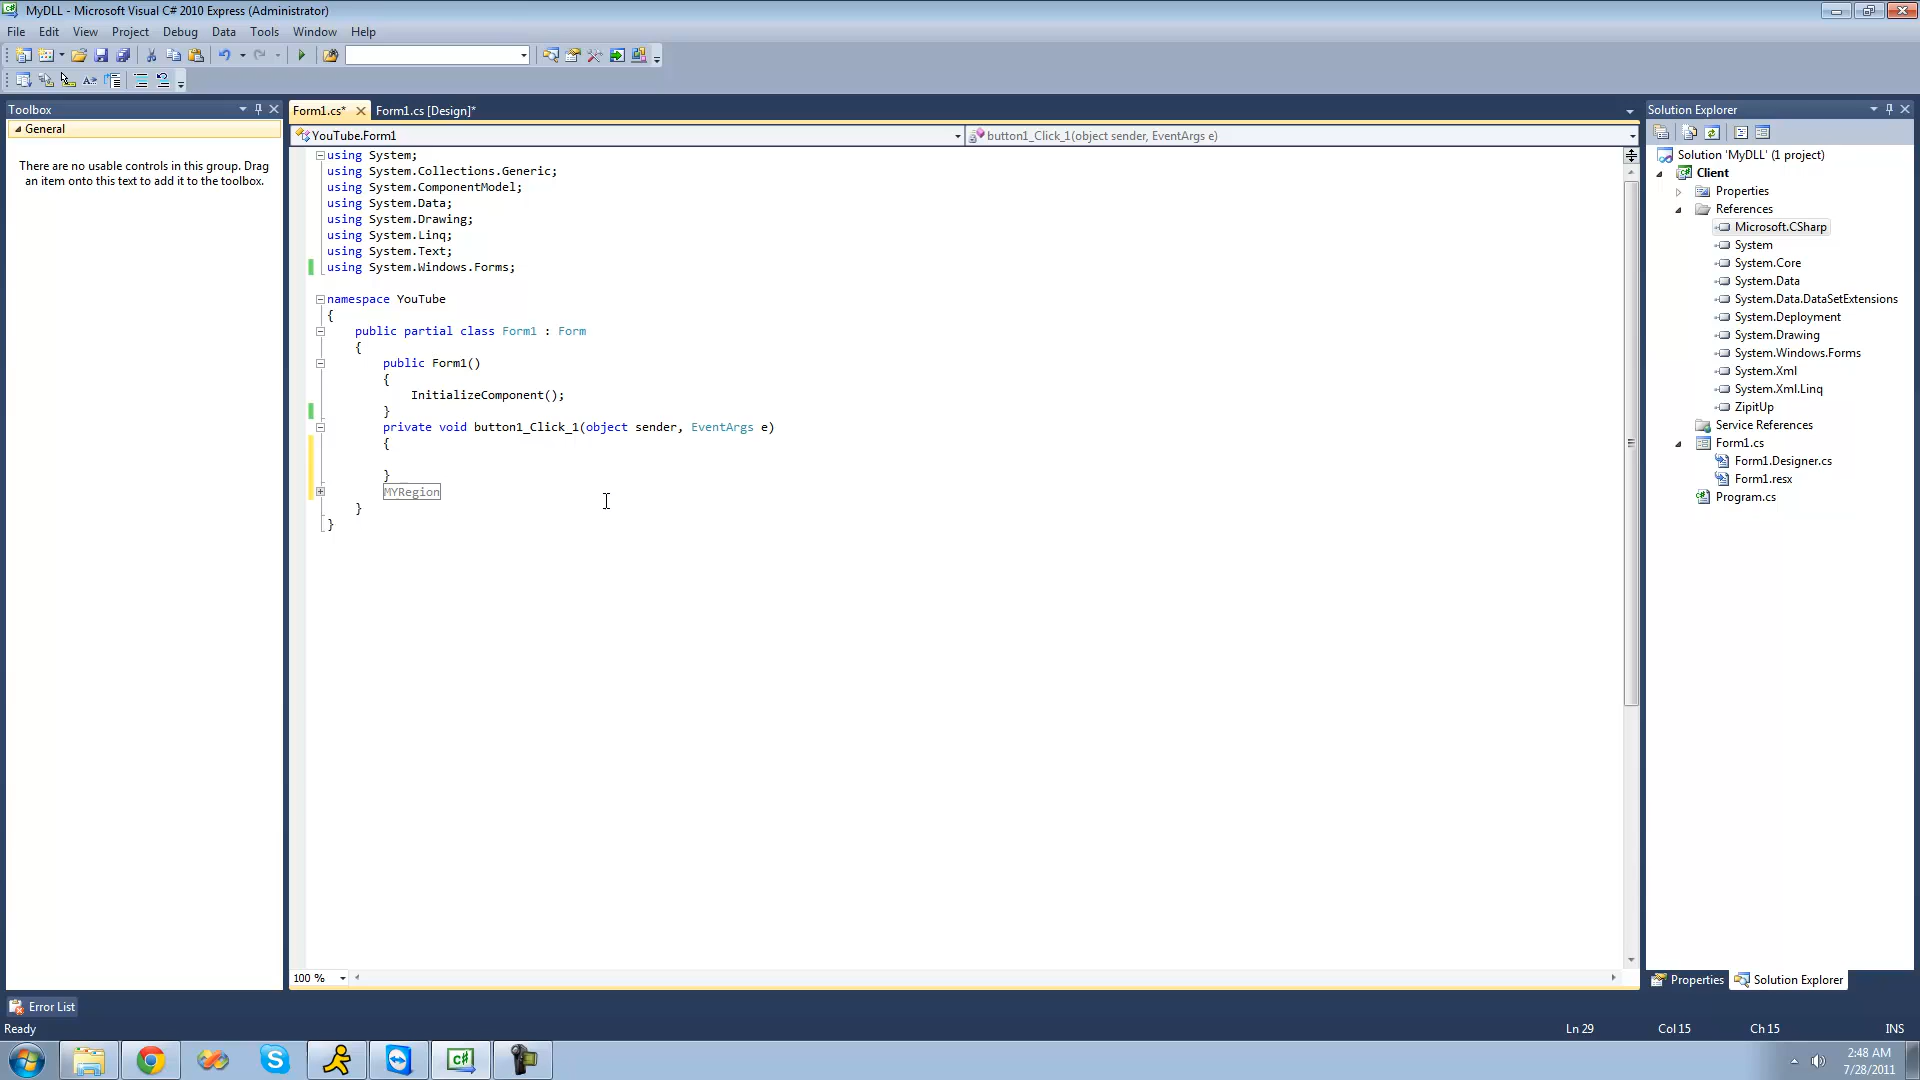 MyDLL - Microsoft Visual C# 2010 Express (Administrator)
File Edit View Project Debug Data Tools Window Help
Toolbox
General
There are no usable controls in this group. Drag
an item onto this text to add it to the toolbox.
Form1.cs* Form1.cs [Design]*
YouTube.Form1 button1_Click_1(object sender, EventArgs e)
using System;
using System.Collections.Generic;
using System.ComponentModel;
using System.Data;
using System.Drawing;
using System.Linq;
using System.Text;
using System.Windows.Forms;
namespace YouTube
{
public partial class Form1 : Form
{
public Form1()
{
InitializeComponent();
}
private void button1_Click_1(object sender, EventArgs e)
{
}
MYRegion
}
}
100 %
Solution Explorer
Solution 'MyDLL' (1 project)
Client
Properties
References
Microsoft.CSharp
System
System.Core
System.Data
System.Data.DataSetExtensions
System.Deployment
System.Drawing
System.Windows.Forms
System.Xml
System.Xml.Linq
ZipitUp
Service References
Form1.cs
Form1.Designer.cs
Form1.resx
Program.cs
Properties Solution Explorer
Error List
Ready Ln 29 Col 15 Ch 15 INS
2:48 AM
7/28/2011